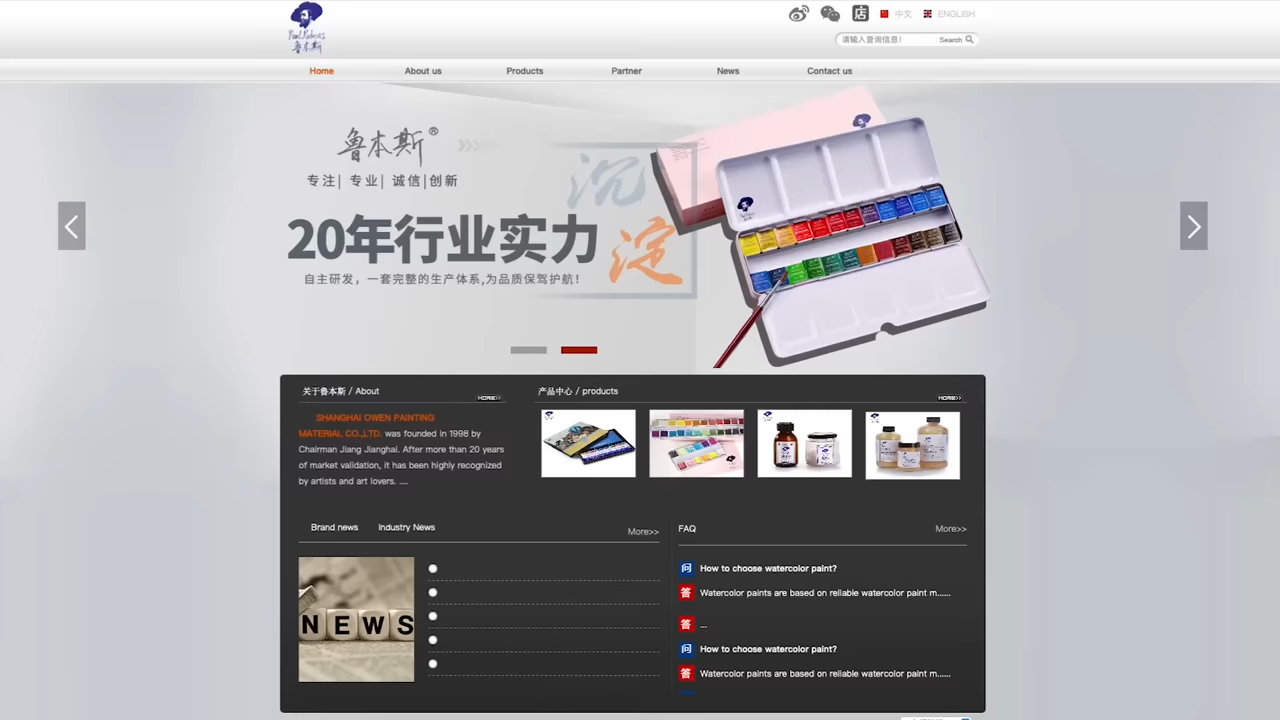 Paul Rubens
鲁本斯
店
中文
ENGLISH
请输入查询信息!
Search
Home
About us
Products
Partner
News
Contact us
鲁本斯®
专注| 专业| 诚信|创新
20年行业实力
自主研发，一套完整的生产体系,为品质保驾护航！
沉
淀
关于鲁本斯 / About
MORE>>
SHANGHAI OWEN PAINTING
MATERIAL CO.,LTD. was founded in 1998 by
Chairman Jiang Jianghai. After more than 20 years
of market validation, it has been highly recognized
by artists and art lovers. ....
产品中心 / products
MORE>>
Brand news
Industry News
More>>
NEWS
FAQ
More>>
问 How to choose watercolor paint?
答 Watercolor paints are based on reliable watercolor paint m......
答 ...
问 How to choose watercolor paint?
答 Watercolor paints are based on reliable watercolor paint m......